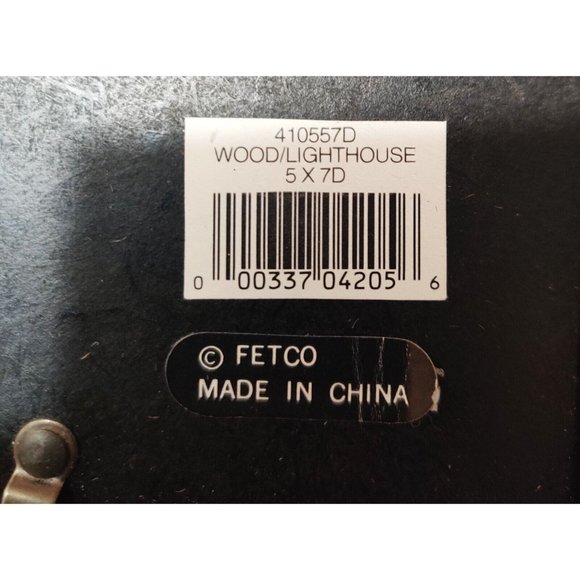 410557D
WOOD/LIGHTHOUSE
5 X 7D
0 00337 04205 6
© FETCO
MADE IN CHINA